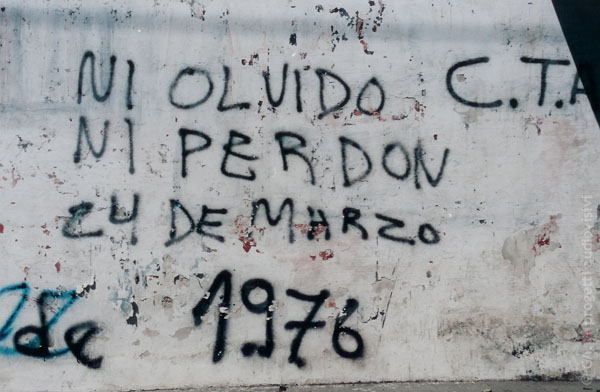 NI OLVIDO C.T.A
NI PERDON
24 DE MARZO
de 1976